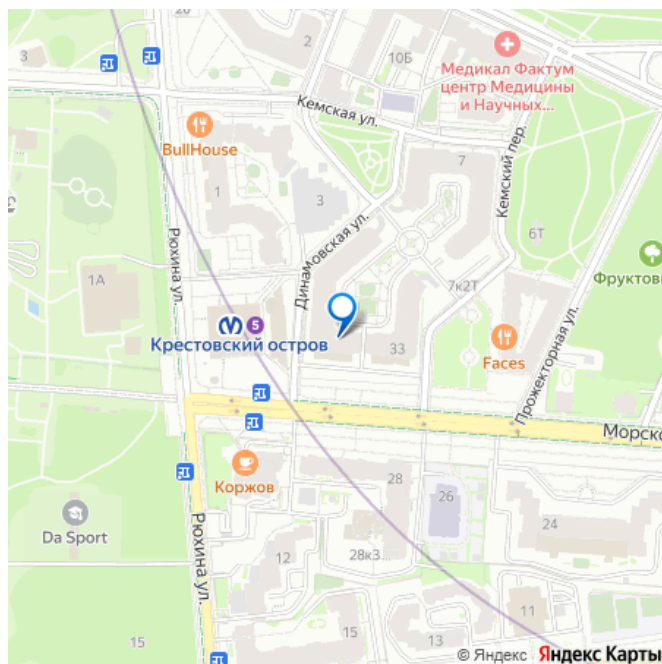 3
2
10Б
Медикал Фактум
центр Медицины
и Научных...
Кемская ул.
BullHouse
7
Кемский пер.
1
3
6Т
Динамовская ул.
Рюхина ул.
1А
7к2Т
Фруктовы
5
Крестовский остров
33
Faces
Прожекторная ул.
Морско
Коржов
28
26
24
Da Sport
Рюхина ул.
12
28к3...
11
15
15
13
© Яндекс Яндекс Карты